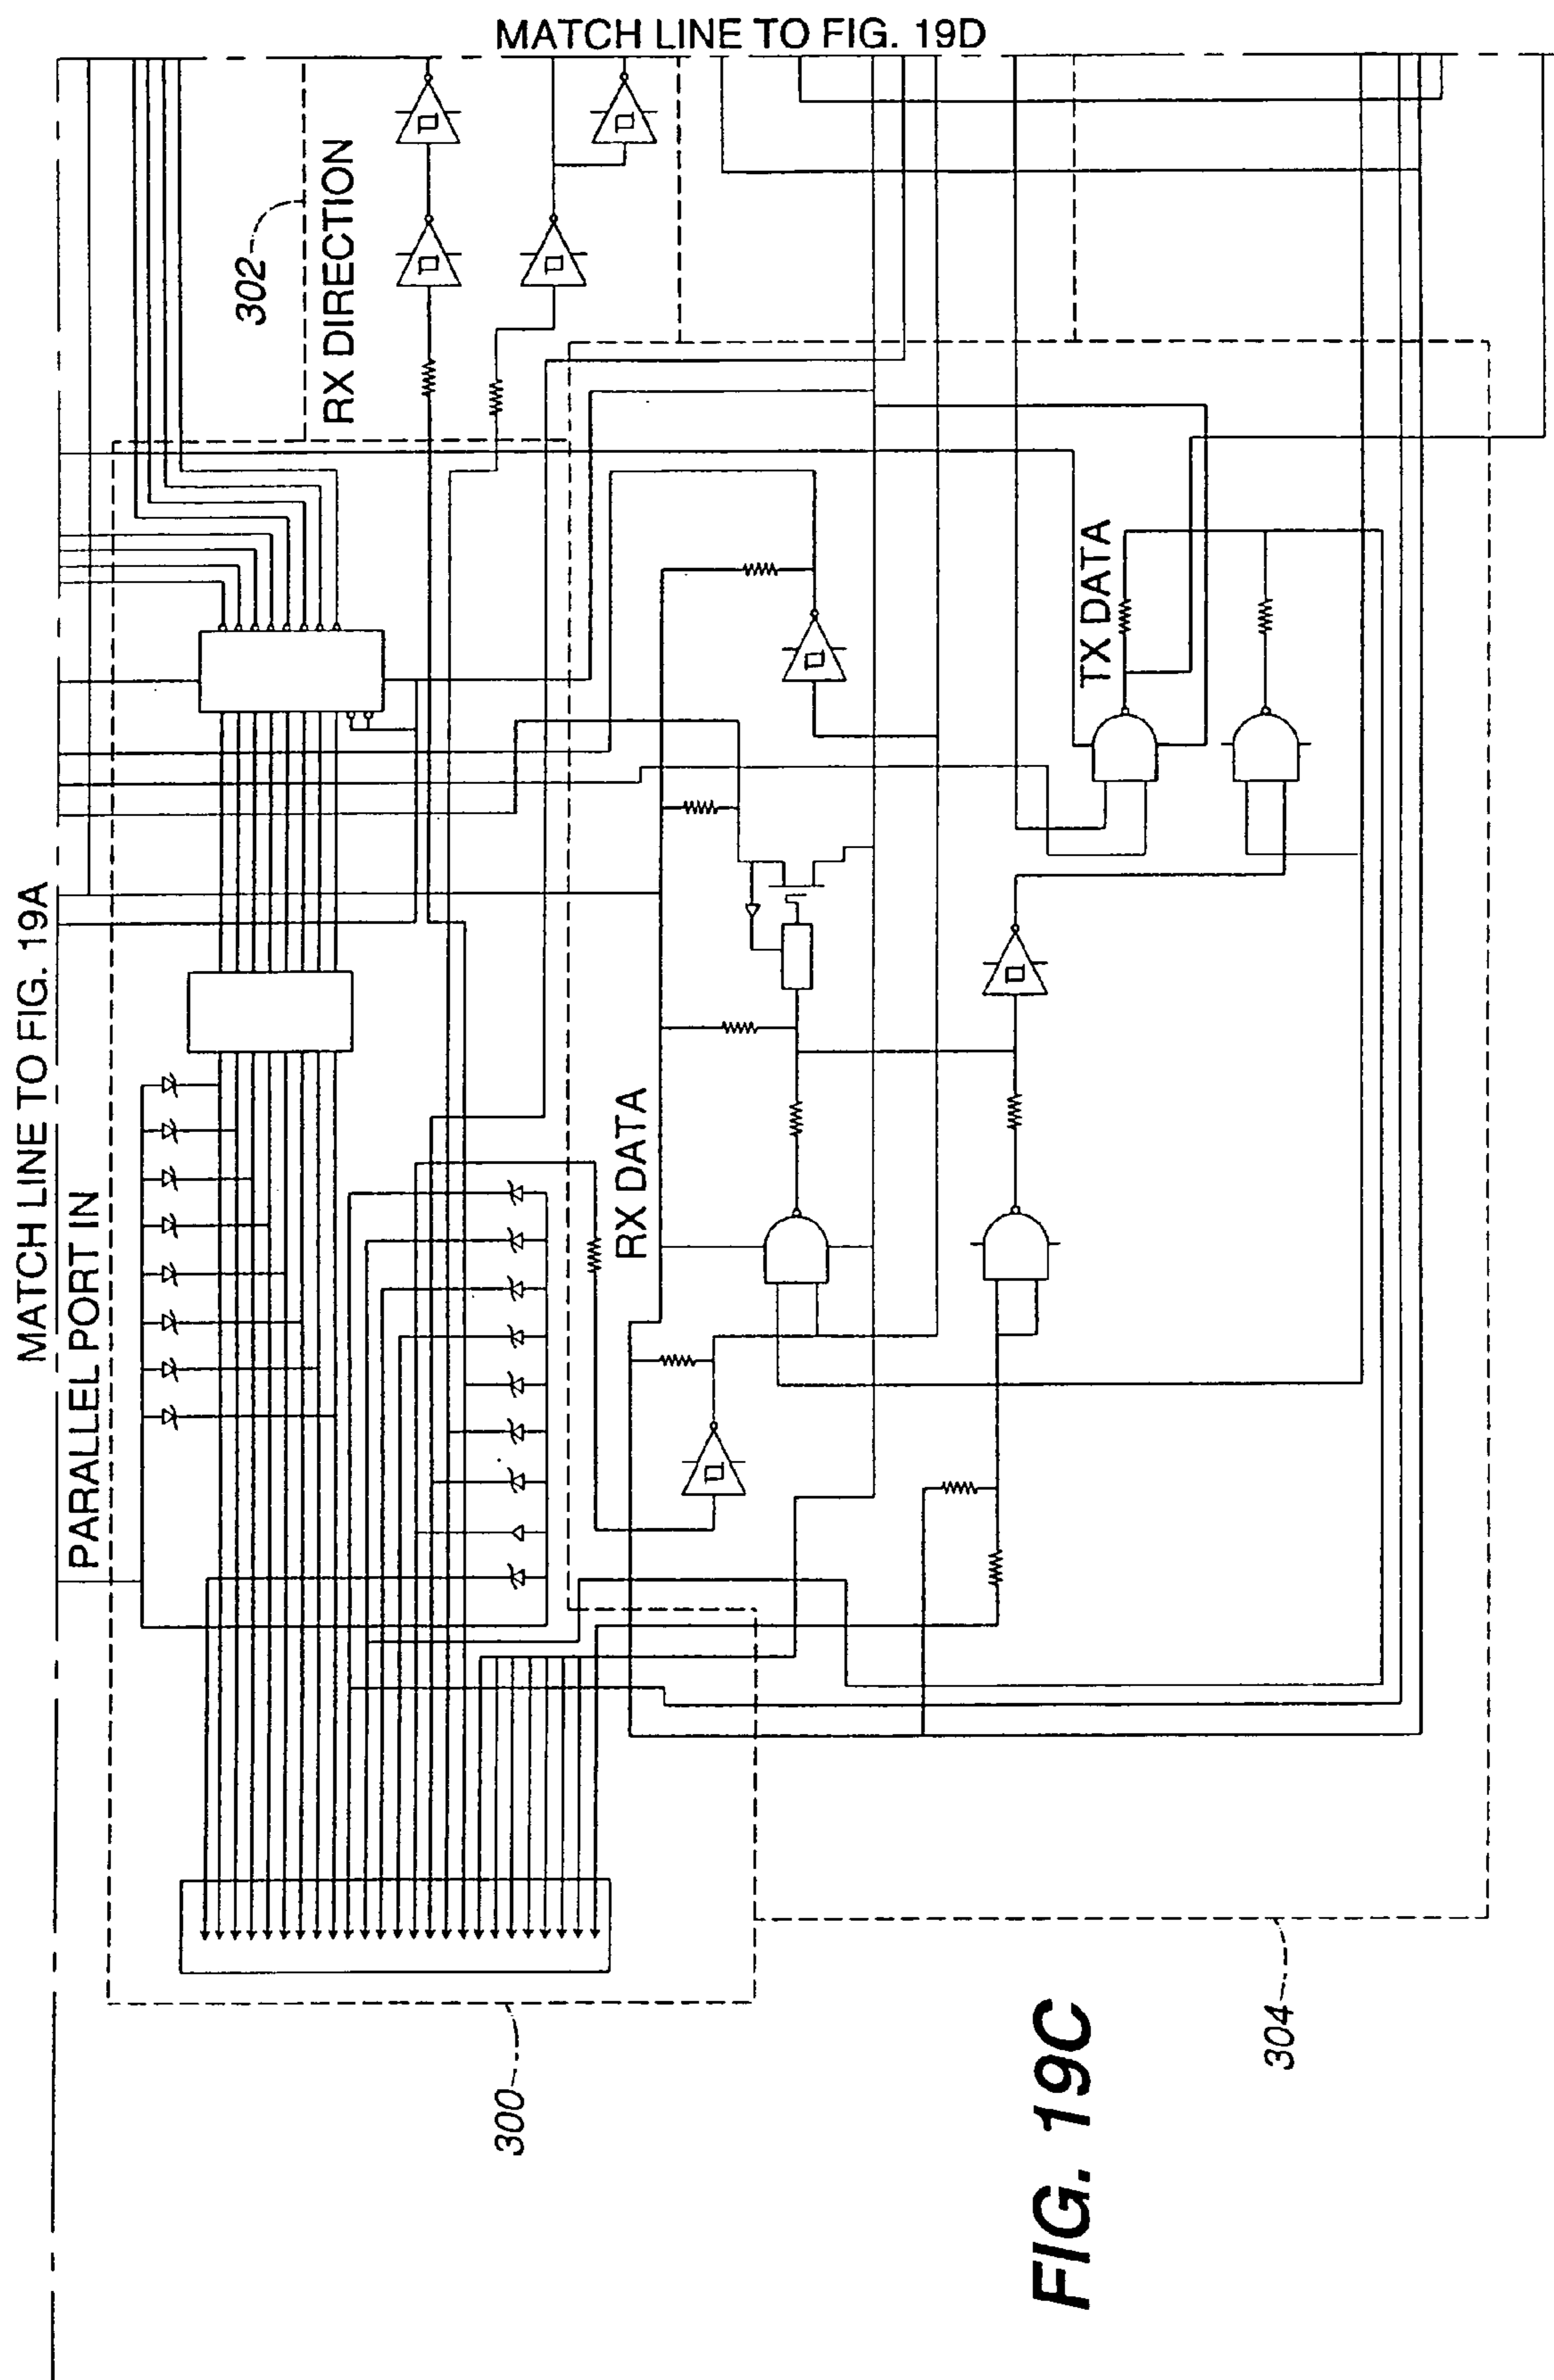 MATCH LINE TO FIG. 19D
MATCH LINE TO FIG. 19A
PARALLEL PORT IN
302
RX DIRECTION
RX DATA
TX DATA
300
304
FIG. 19C